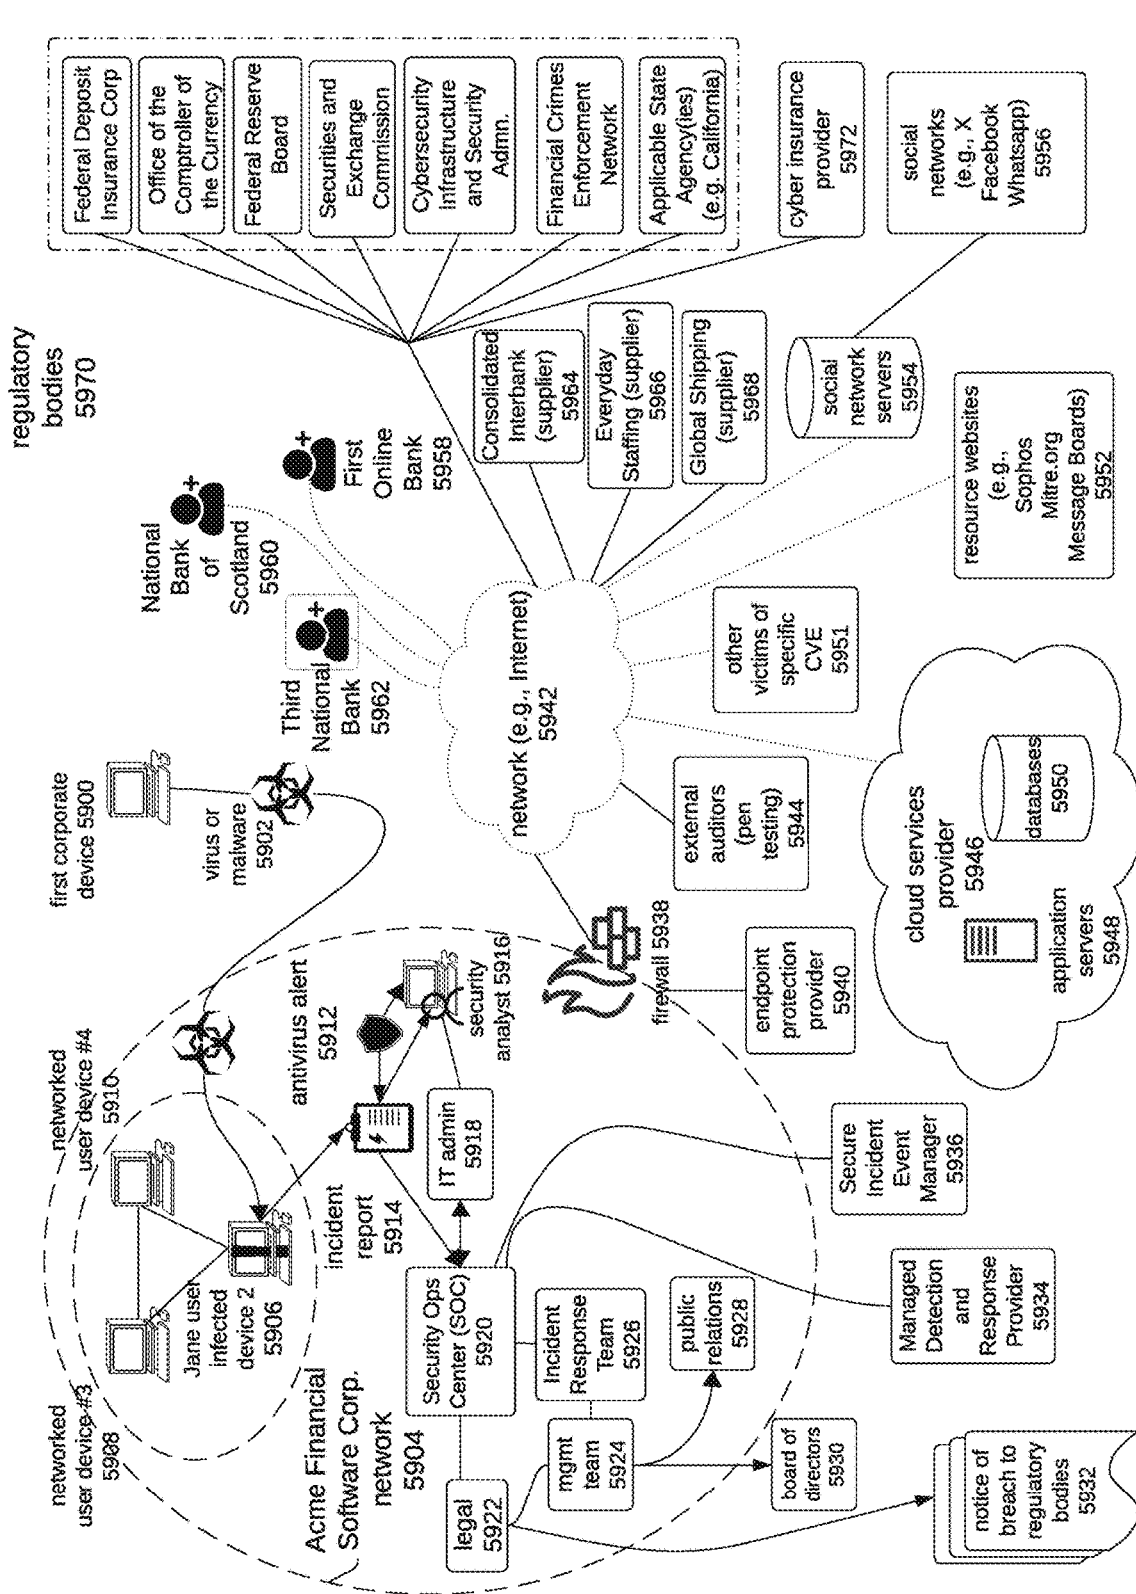 regulatory
bodies
5970
Federal Deposit
Insurance Corp
Office of the
Comptroller of
the Currency
Federal Reserve
Board
Securities and
Exchange
Commission
Cybersecurity
Infrastructure
and Security
Admn.
Financial Crimes
Enforcement
Network
Applicable State
Agency(ies)
(e.g. California)
cyber insurance
provider
5972
social
networks
(e.g., X
Facebook
Whatsapp)
5956
National
Bank
of
Scotland
5960
First
Online
Bank
5958
Third
National
Bank
5962
Consolidated
Interbank
(supplier)
5964
Everyday
Staffing (supplier)
5966
Global Shipping
(supplier)
5968
social
network
servers
5954
resource websites
(e.g.,
Sophos
Mitre.org
Message Boards)
5952
first corporate
device 5900
virus or
malware
5902
network (e.g., Internet)
5942
other
victims of
specific
CVE
5951
external
auditors
(pen
testing)
5944
cloud services
provider
5946
databases
5950
application
servers
5948
networked
user device #4
5910
antivirus alert
5912
security
analyst 5916
firewall 5938
endpoint
protection
provider
5940
networked
user device #3
5908
Jane user
infected
device 2
5906
incident
report
5914
IT admin
5918
Secure
Incident
Event
Manager
5936
Acme Financial
Software Corp.
network
5904
Security Ops
Center (SOC)
5920
Incident
Response
Team
5926
public
relations
5928
Managed
Detection
and
Response
Provider
5934
legal
5922
mgmt
team
5924
board of
directors
5930
notice of
breach to
regulatory
bodies
5932